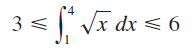 3 ≤ ∫₁⁴ √x dx ≤ 6